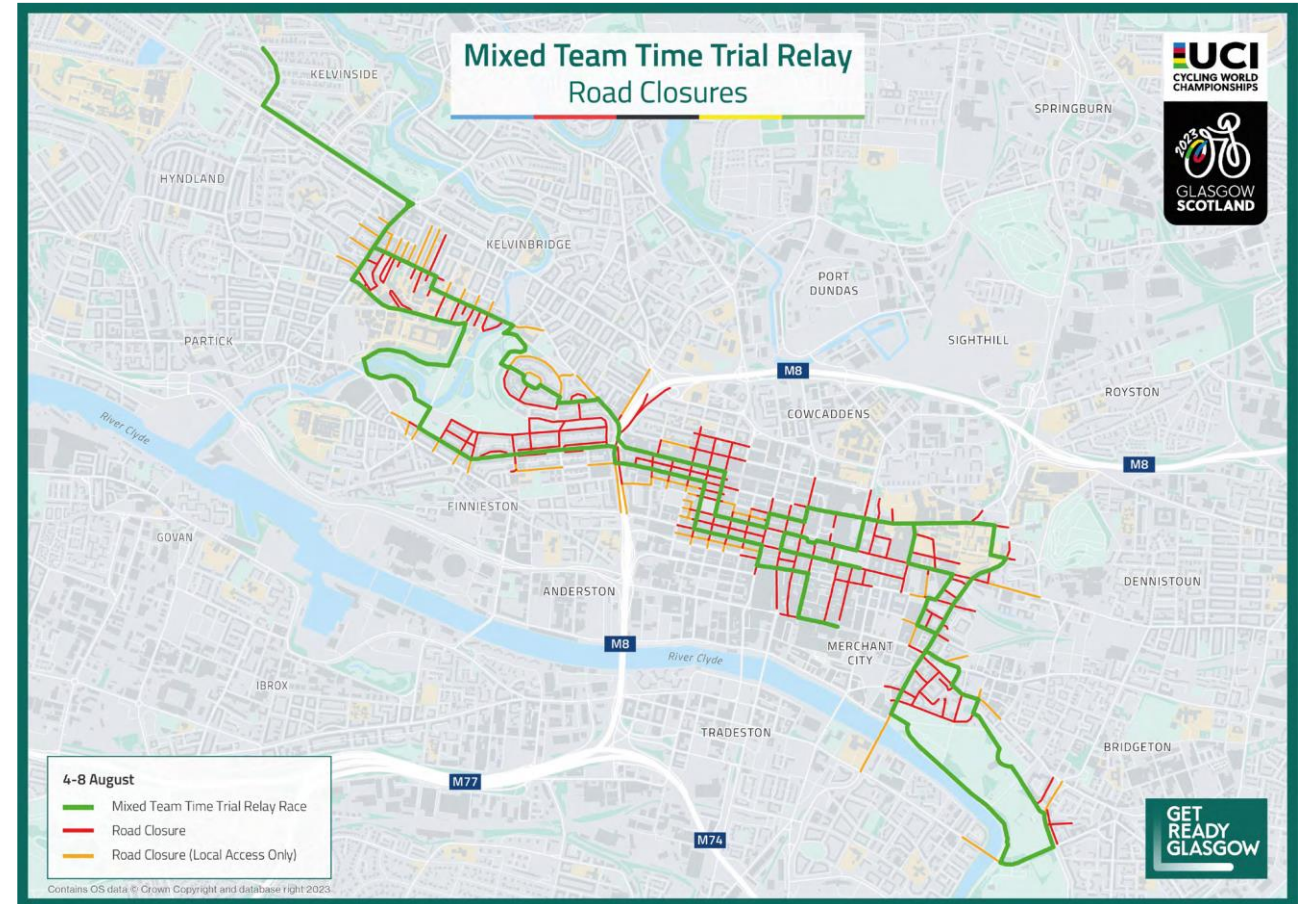 Mixed Team Time Trial Relay
Road Closures
UCI
CYCLING WORLD
CHAMPIONSHIPS
2023
GLASGOW
SCOTLAND
KELVINSIDE
SPRINGBURN
HYNDLAND
KELVINBRIDGE
PORT
DUNDAS
PARTICK
SIGHTHILL
M8
ROYSTON
COWCADDENS
River Clyde
M8
FINNIESTON
GOVAN
DENNISTOUN
ANDERSTON
M8
River Clyde
MERCHANT
CITY
IBROX
TRADESTON
BRIDGETON
M77
M74
4-8 August
Mixed Team Time Trial Relay Race
Road Closure
Road Closure (Local Access Only)
GET
READY
GLASGOW
Contains OS data © Crown Copyright and database right 2023